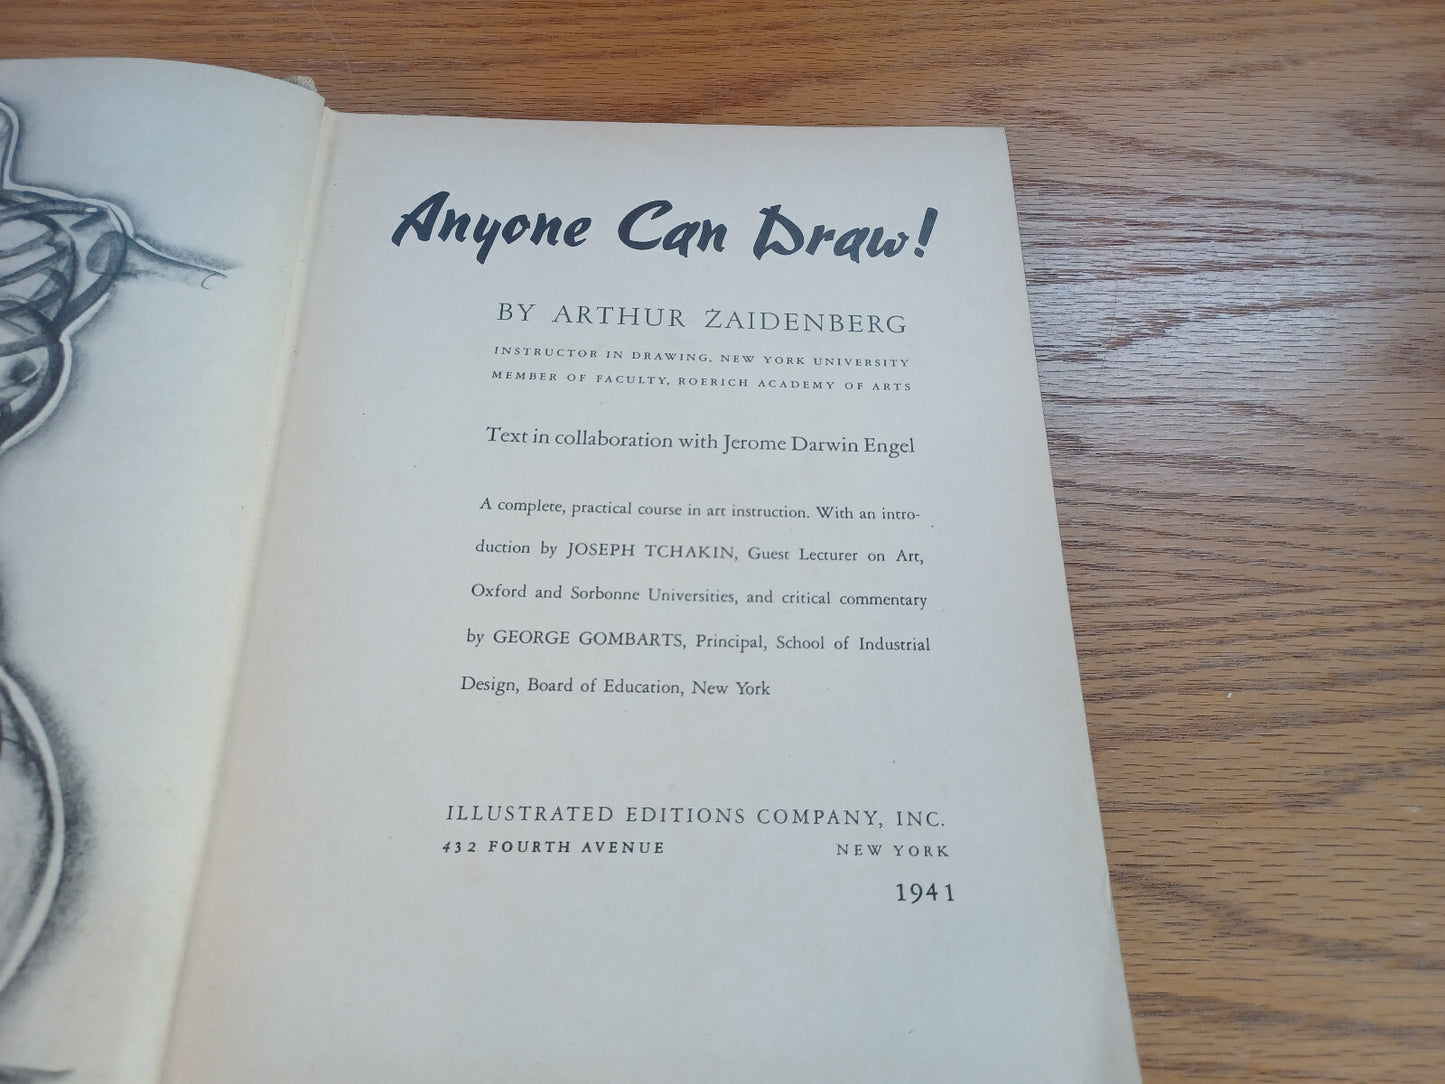 Anyone Can Draw!
BY ARTHUR ZAIDENBERG
INSTRUCTOR IN DRAWING, NEW YORK UNIVERSITY
MEMBER OF FACULTY, ROERICH ACADEMY OF ARTS
Text in collaboration with Jerome Darwin Engel
A complete, practical course in art instruction. With an intro-
duction by JOSEPH TCHAKIN, Guest Lecturer on Art,
Oxford and Sorbonne Universities, and critical commentary
by GEORGE GOMBARTS, Principal, School of Industrial
Design, Board of Education, New York
ILLUSTRATED EDITIONS COMPANY, INC.
432 FOURTH AVENUE NEW YORK
1941